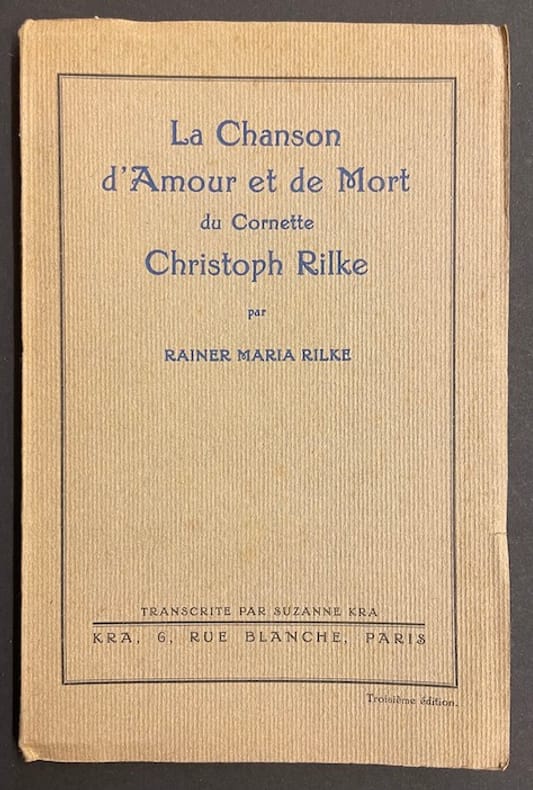 La Chanson
d'Amour et de Mort
du Cornette
Christoph Rilke
par
RAINER MARIA RILKE
TRANSCRITE PAR SUZANNE KRA
KRA, 6, RUE BLANCHE, PARIS
Troisième édition.